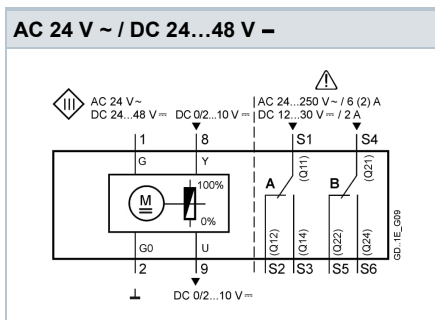 AC 24 V ~ / DC 24…48 V ⎓
III
AC 24 V~
DC 24...48 V ⎓
DC 0/2...10 V ⎓
AC 24...250 V~ / 6 (2) A
DC 12...30 V ⎓ / 2 A
1
8
S1
S4
G
Y
(Q11)
(Q21)
A
B
100%
M
0%
G0
U
(Q12)
(Q14)
(Q22)
(Q24)
2
9
S2
S3
S5
S6
DC 0/2...10 V ⎓
GD..1E_G09